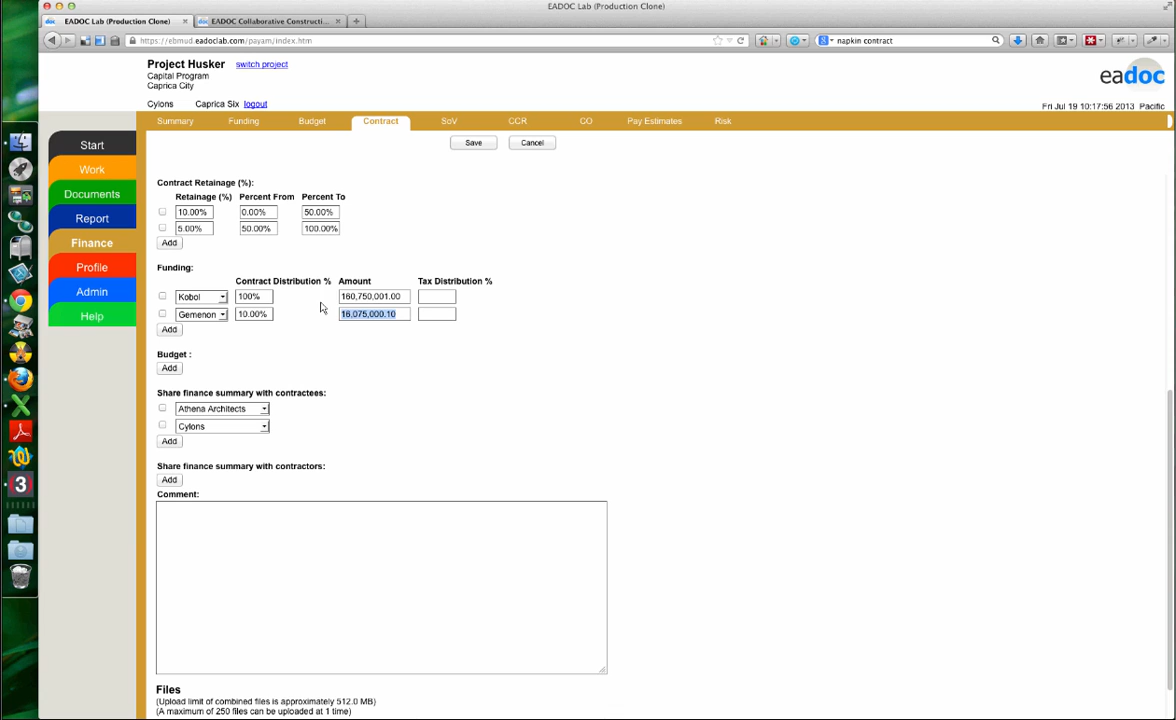 EADOC Lab (Production Clone)
EADOC Lab (Production Clone)
EADOC Collaborative Constructi...
https://ebmud.eadoclab.com/payam/index.htm
napkin contract
Project Husker
switch project
Capital Program
Caprica City
eadoc
Cylons
Caprica Six
logout
Fri Jul 19 10:17:56 2013 Pacific
Summary
Funding
Budget
Contract
SoV
CCR
CO
Pay Estimates
Risk
Start
Work
Documents
Report
Finance
Profile
Admin
Help
Save
Cancel
Contract Retainage (%):
Retainage (%) Percent From Percent To
10.00% 0.00% 50.00%
5.00% 50.00% 100.00%
Add
Funding:
Contract Distribution % Amount Tax Distribution %
Kobol 100% 160,750,001.00
Gemenon 10.00% 16,075,000.10
Add
Budget :
Add
Share finance summary with contractees:
Athena Architects
Cylons
Add
Share finance summary with contractors:
Add
Comment:
Files
(Upload limit of combined files is approximately 512.0 MB)
(A maximum of 250 files can be uploaded at 1 time)
3